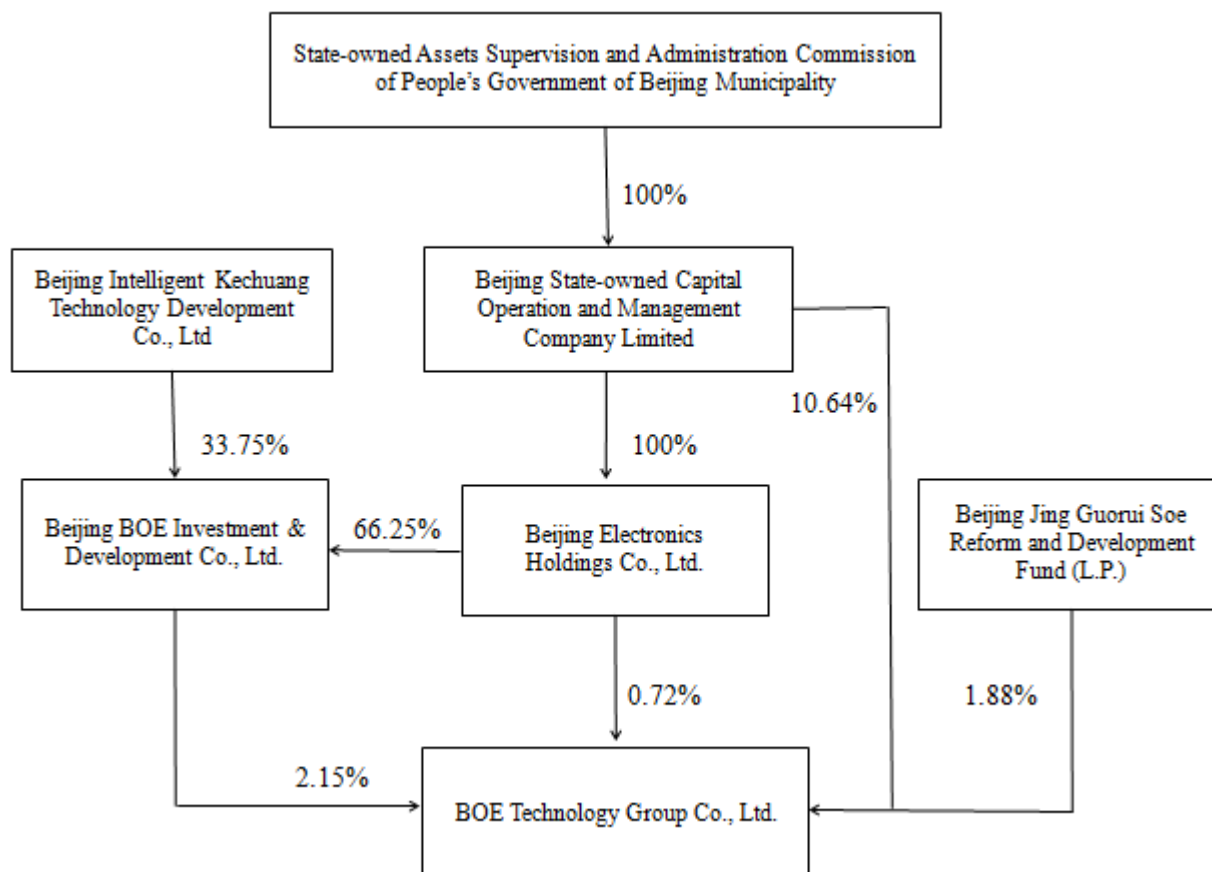 State-owned Assets Supervision and Administration Commission
of People's Government of Beijing Municipality
100%
Beijing Intelligent Kechuang
Technology Development
Co., Ltd
Beijing State-owned Capital
Operation and Management
Company Limited
10.64%
33.75%
100%
Beijing BOE Investment &
Development Co., Ltd.
66.25%
Beijing Electronics
Holdings Co., Ltd.
Beijing Jing Guorui Soe
Reform and Development
Fund (L.P.)
0.72%
1.88%
2.15%
BOE Technology Group Co., Ltd.